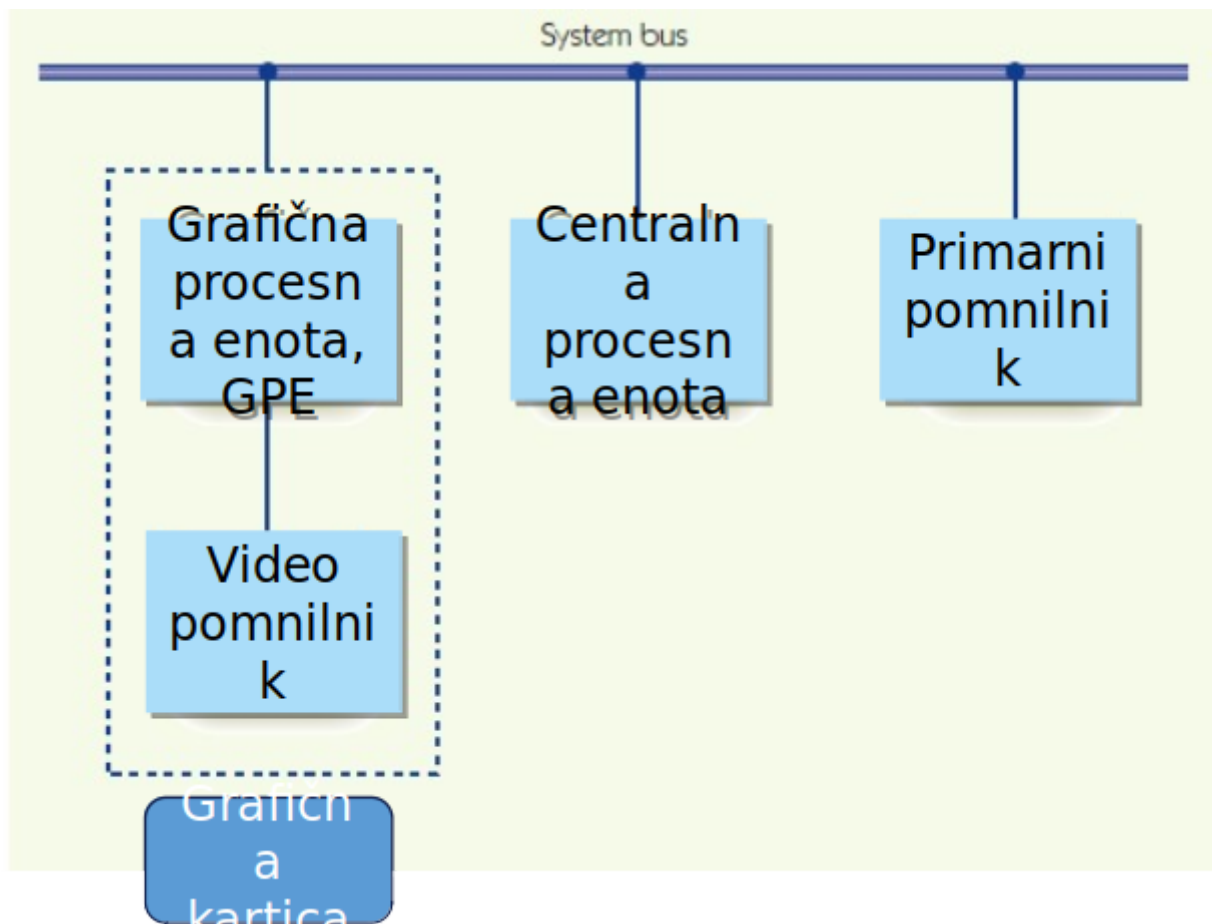 System bus
Grafična
procesn
a enota,
GPE
Centraln
a
procesn
a enota
Primarni
pomnilni
k
Video
pomnilni
k
Grafičn
a
kartica